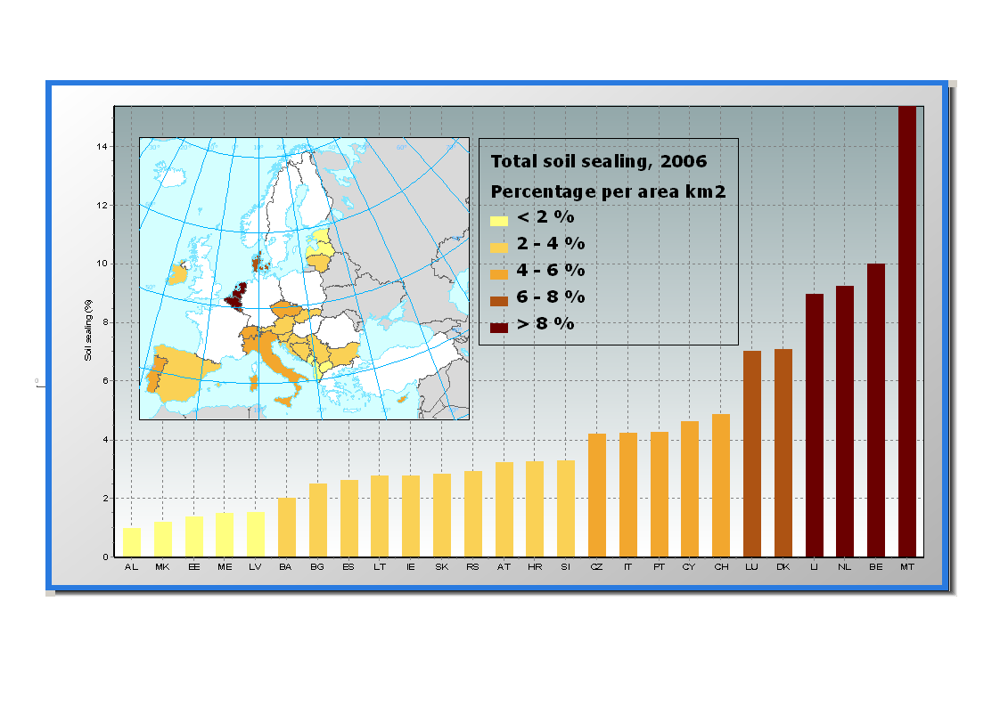 14
12
10
8
6
4
2
0
Soil sealing (%)
Total soil sealing, 2006
Percentage per area km2
< 2 %
2 - 4 %
4 - 6 %
6 - 8 %
> 8 %
AL MK EE ME LV BA BG ES LT IE SK RS AT HR SI CZ IT PT CY CH LU DK LI NL BE MT
0